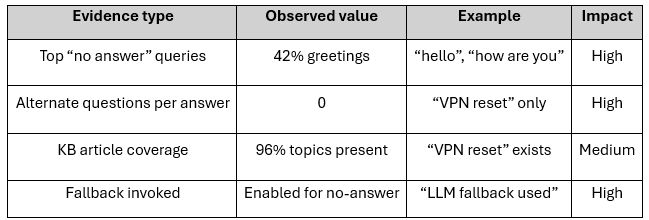 Evidence type Observed value Example Impact
Top “no answer” queries 42% greetings “hello”, “how are you” High
Alternate questions per answer 0 “VPN reset” only High
KB article coverage 96% topics present “VPN reset” exists Medium
Fallback invoked Enabled for no-answer “LLM fallback used” High